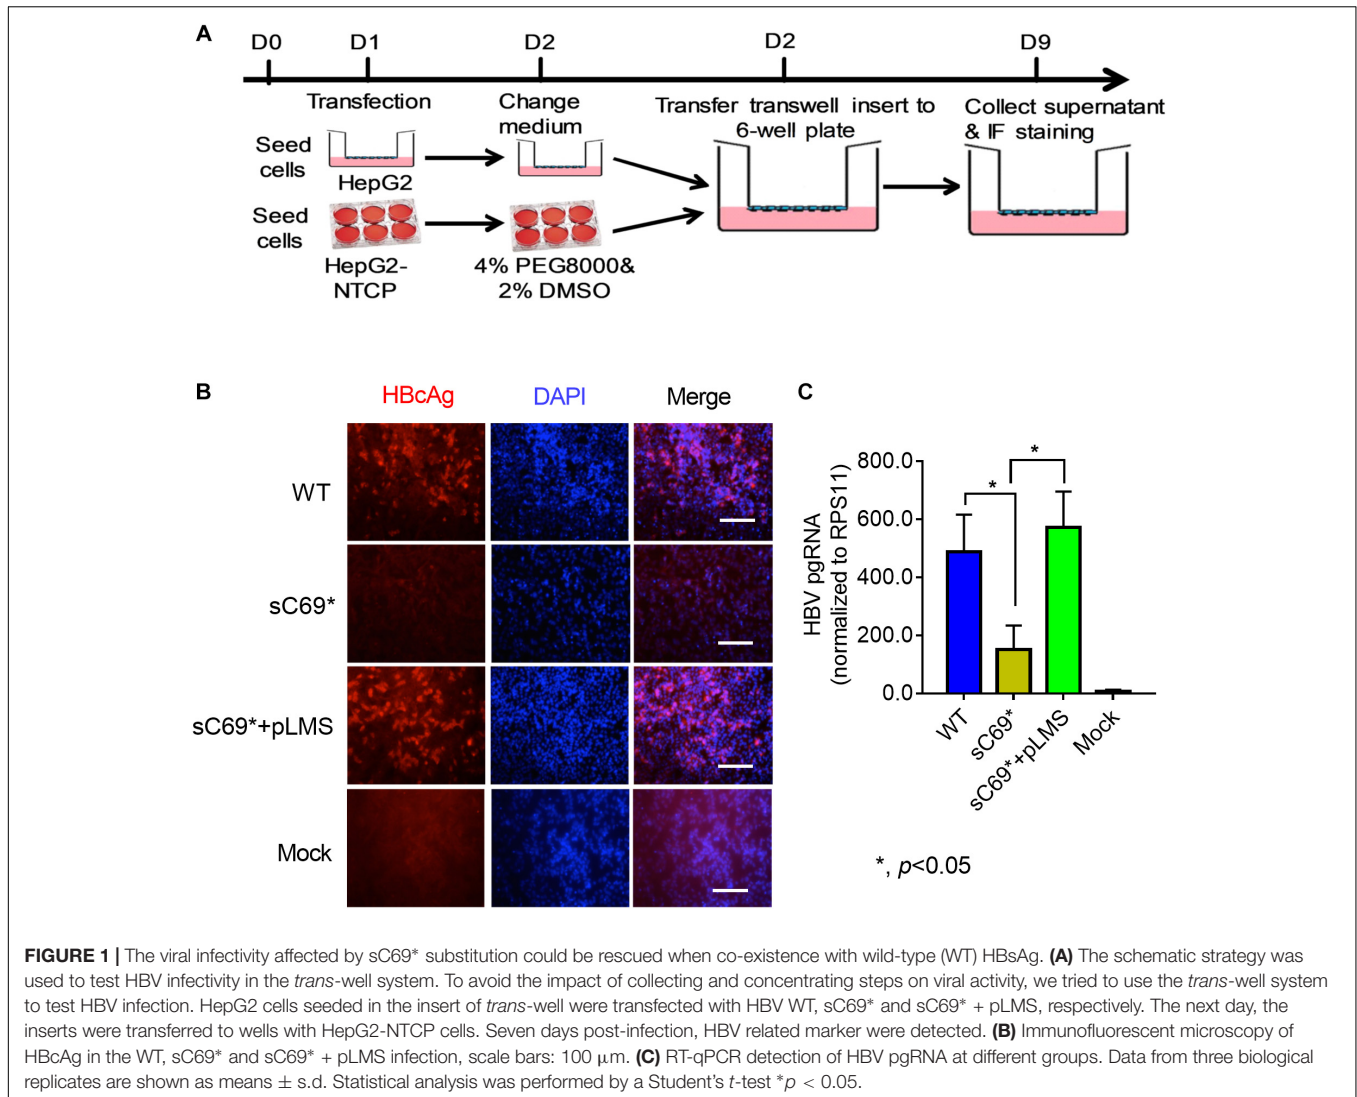 A
D0 D1 D2 D2 D9
Transfection
Change
medium
Transfer transwell insert to
6-well plate
Collect supernatant
& IF staining
Seed
cells
HepG2
Seed
cells
HepG2-
NTCP
4% PEG8000&
2% DMSO
B
HBcAg DAPI Merge
WT
sC69*
sC69*+pLMS
Mock
C
HBV pgRNA
(normalized to RPS11)
800.0
600.0
400.0
200.0
0.0
* *
WT sC69* sC69*+pLMS Mock
*, p<0.05
FIGURE 1 | The viral infectivity affected by sC69* substitution could be rescued when co-existence with wild-type (WT) HBsAg. (A) The schematic strategy was
used to test HBV infectivity in the trans-well system. To avoid the impact of collecting and concentrating steps on viral activity, we tried to use the trans-well system
to test HBV infection. HepG2 cells seeded in the insert of trans-well were transfected with HBV WT, sC69* and sC69* + pLMS, respectively. The next day, the
inserts were transferred to wells with HepG2-NTCP cells. Seven days post-infection, HBV related marker were detected. (B) Immunofluorescent microscopy of
HBcAg in the WT, sC69* and sC69* + pLMS infection, scale bars: 100 μm. (C) RT-qPCR detection of HBV pgRNA at different groups. Data from three biological
replicates are shown as means ± s.d. Statistical analysis was performed by a Student's t-test *p < 0.05.